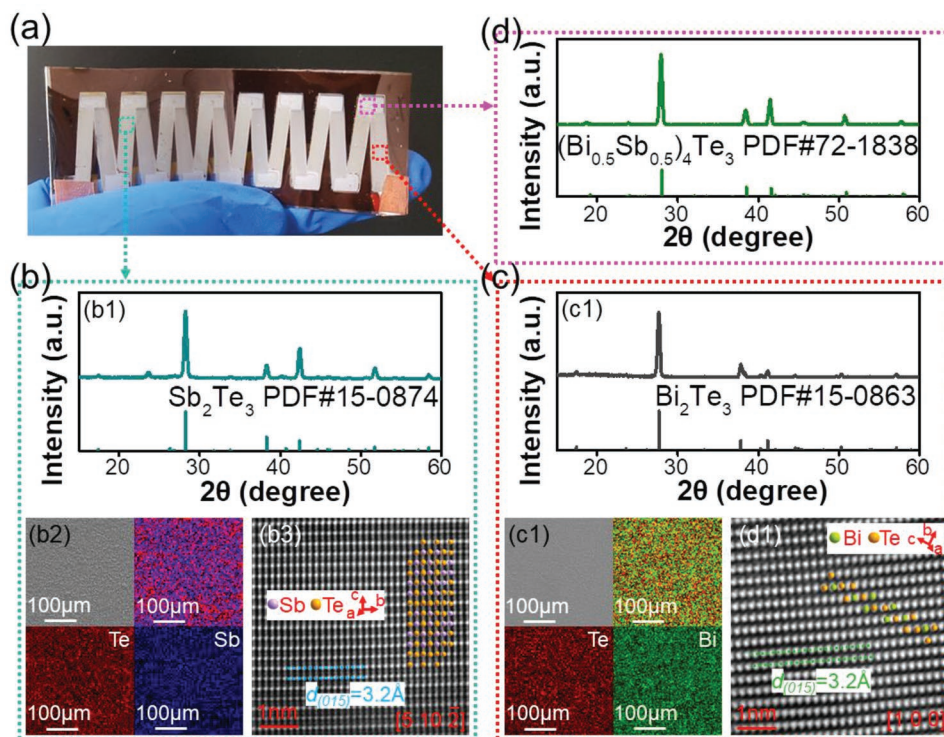 (a)
(d)
Intensity (a.u.)
(Bi0.5Sb0.5)4Te3 PDF#72-1838
20 30 40 50 60
2θ (degree)
(b)
(b1)
Intensity (a.u.)
Sb2Te3 PDF#15-0874
20 30 40 50 60
2θ (degree)
(c)
(c1)
Intensity (a.u.)
Bi2Te3 PDF#15-0863
20 30 40 50 60
2θ (degree)
(b2)
100μm
100μm
Te
100μm
Sb
100μm
(b3)
Sb Te
c
b
a
d(015)=3.2Å
1nm
(c1)
100μm
100μm
Te
100μm
Bi
100μm
(d1)
Bi Te
b
c
a
d(015)=3.2Å
1nm